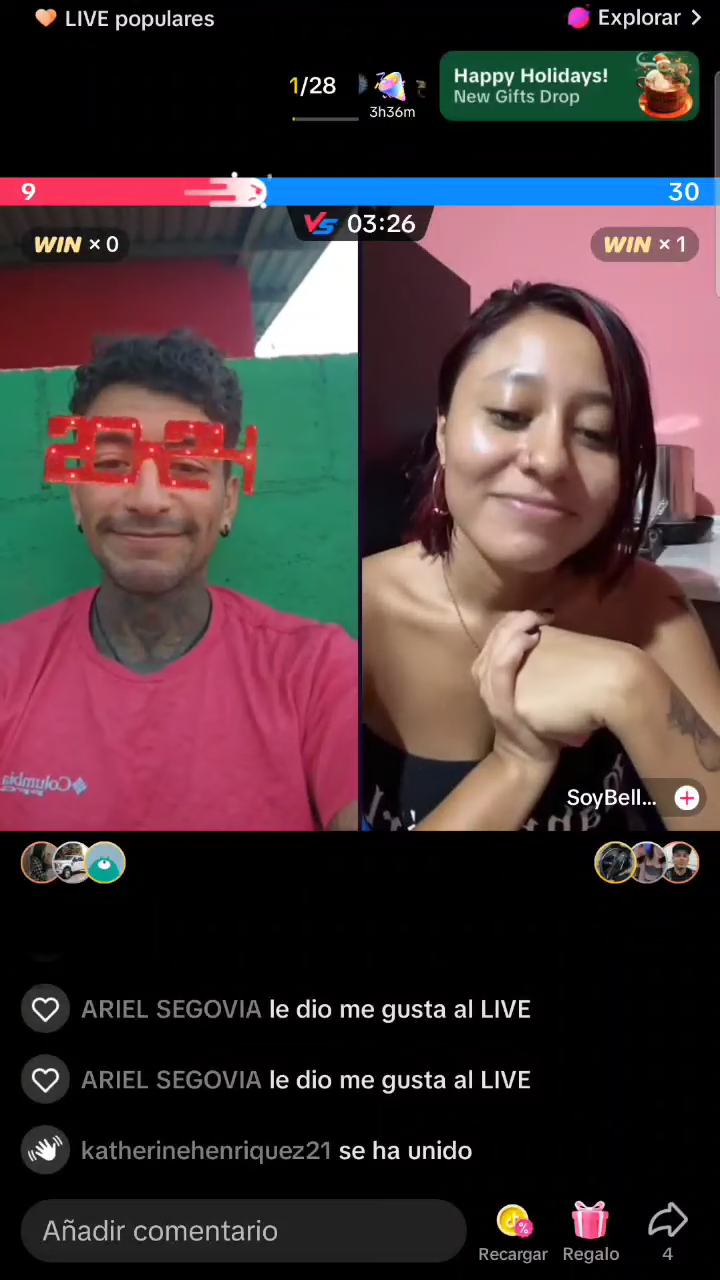 LIVE populares
Explorar
1/28
3h36m
Happy Holidays!
New Gifts Drop
9
30
VS 03:26
WIN × 0
WIN × 1
2024
Columbia
SoyBell...
ARIEL SEGOVIA le dio me gusta al LIVE
ARIEL SEGOVIA le dio me gusta al LIVE
katherinehenriquez21 se ha unido
Añadir comentario
Recargar
Regalo
4